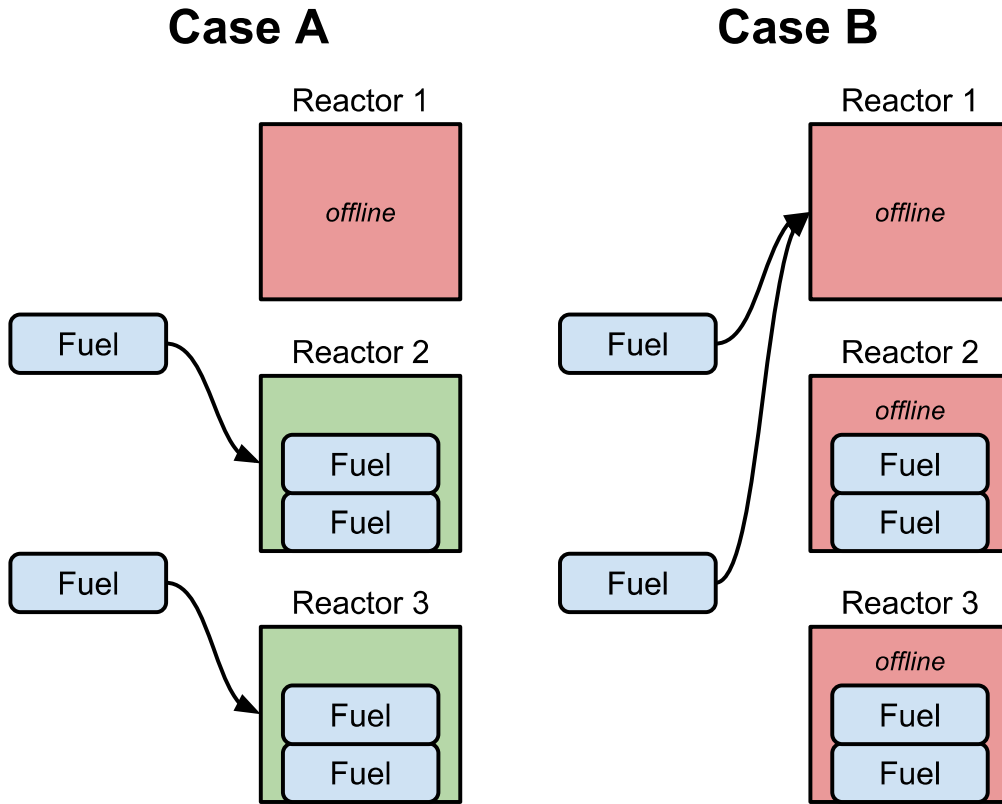 Case A
Reactor 1
offline
Fuel
Reactor 2
Fuel
Fuel
Fuel
Reactor 3
Fuel
Fuel
Case B
Reactor 1
offline
Fuel
Reactor 2
offline
Fuel
Fuel
Fuel
Reactor 3
offline
Fuel
Fuel